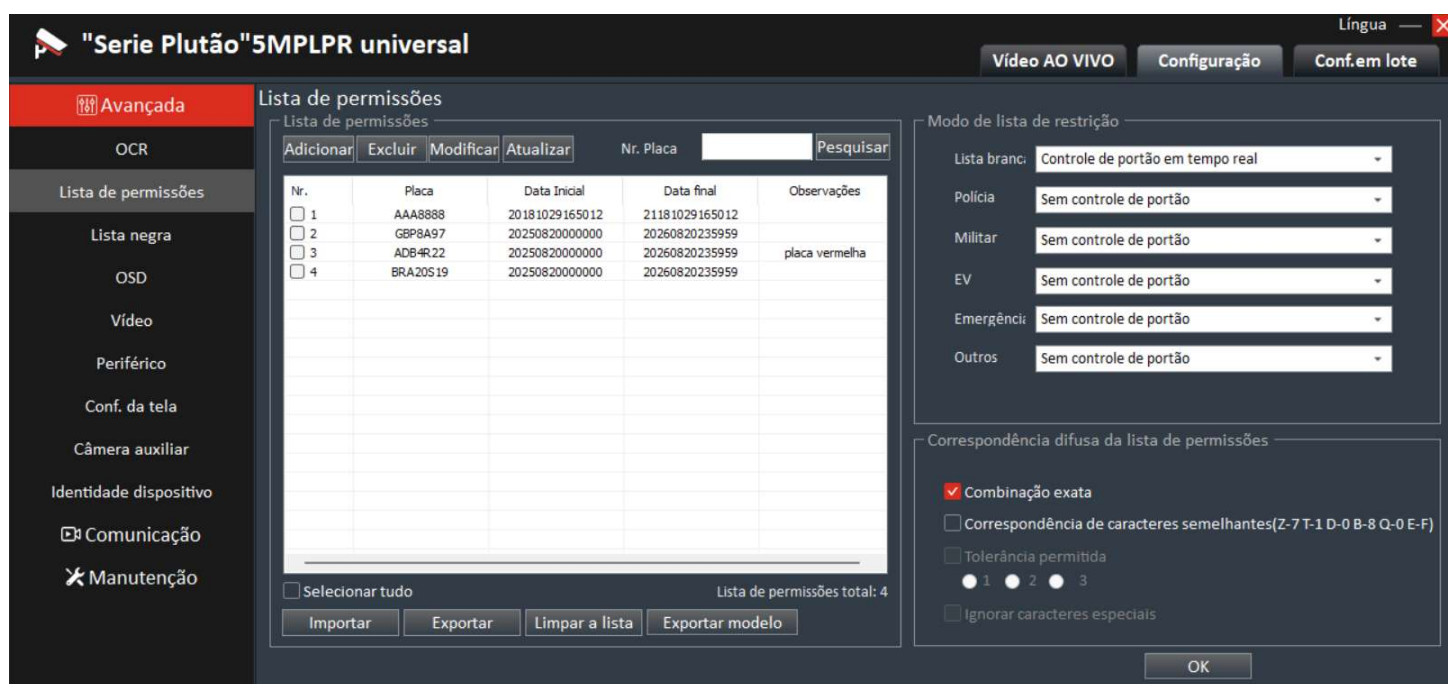 Língua
"Serie Plutão"5MPLPR universal
Vídeo AO VIVO Configuração Conf.em lote
Avançada
OCR
Lista de permissões
Lista negra
OSD
Vídeo
Periférico
Conf. da tela
Câmera auxiliar
Identidade dispositivo
Comunicação
Manutenção
Lista de permissões
Lista de permissões
Adicionar Excluir Modificar Atualizar Nr. Placa Pesquisar
Nr. Placa Data Inicial Data final Observações
1 AAA8888 20181029165012 21181029165012
2 GBP8A97 20250820000000 20260820235959
3 ADB4R22 20250820000000 20260820235959 placa vermelha
4 BRA20S19 20250820000000 20260820235959
Selecionar tudo Lista de permissões total: 4
Importar Exportar Limpar a lista Exportar modelo
Modo de lista de restrição
Lista branca Controle de portão em tempo real
Polícia Sem controle de portão
Militar Sem controle de portão
EV Sem controle de portão
Emergência Sem controle de portão
Outros Sem controle de portão
Correspondência difusa da lista de permissões
Combinação exata
Correspondência de caracteres semelhantes(Z-7 T-1 D-0 B-8 Q-0 E-F)
Tolerância permitida
1 2 3
Ignorar caracteres especiais
OK